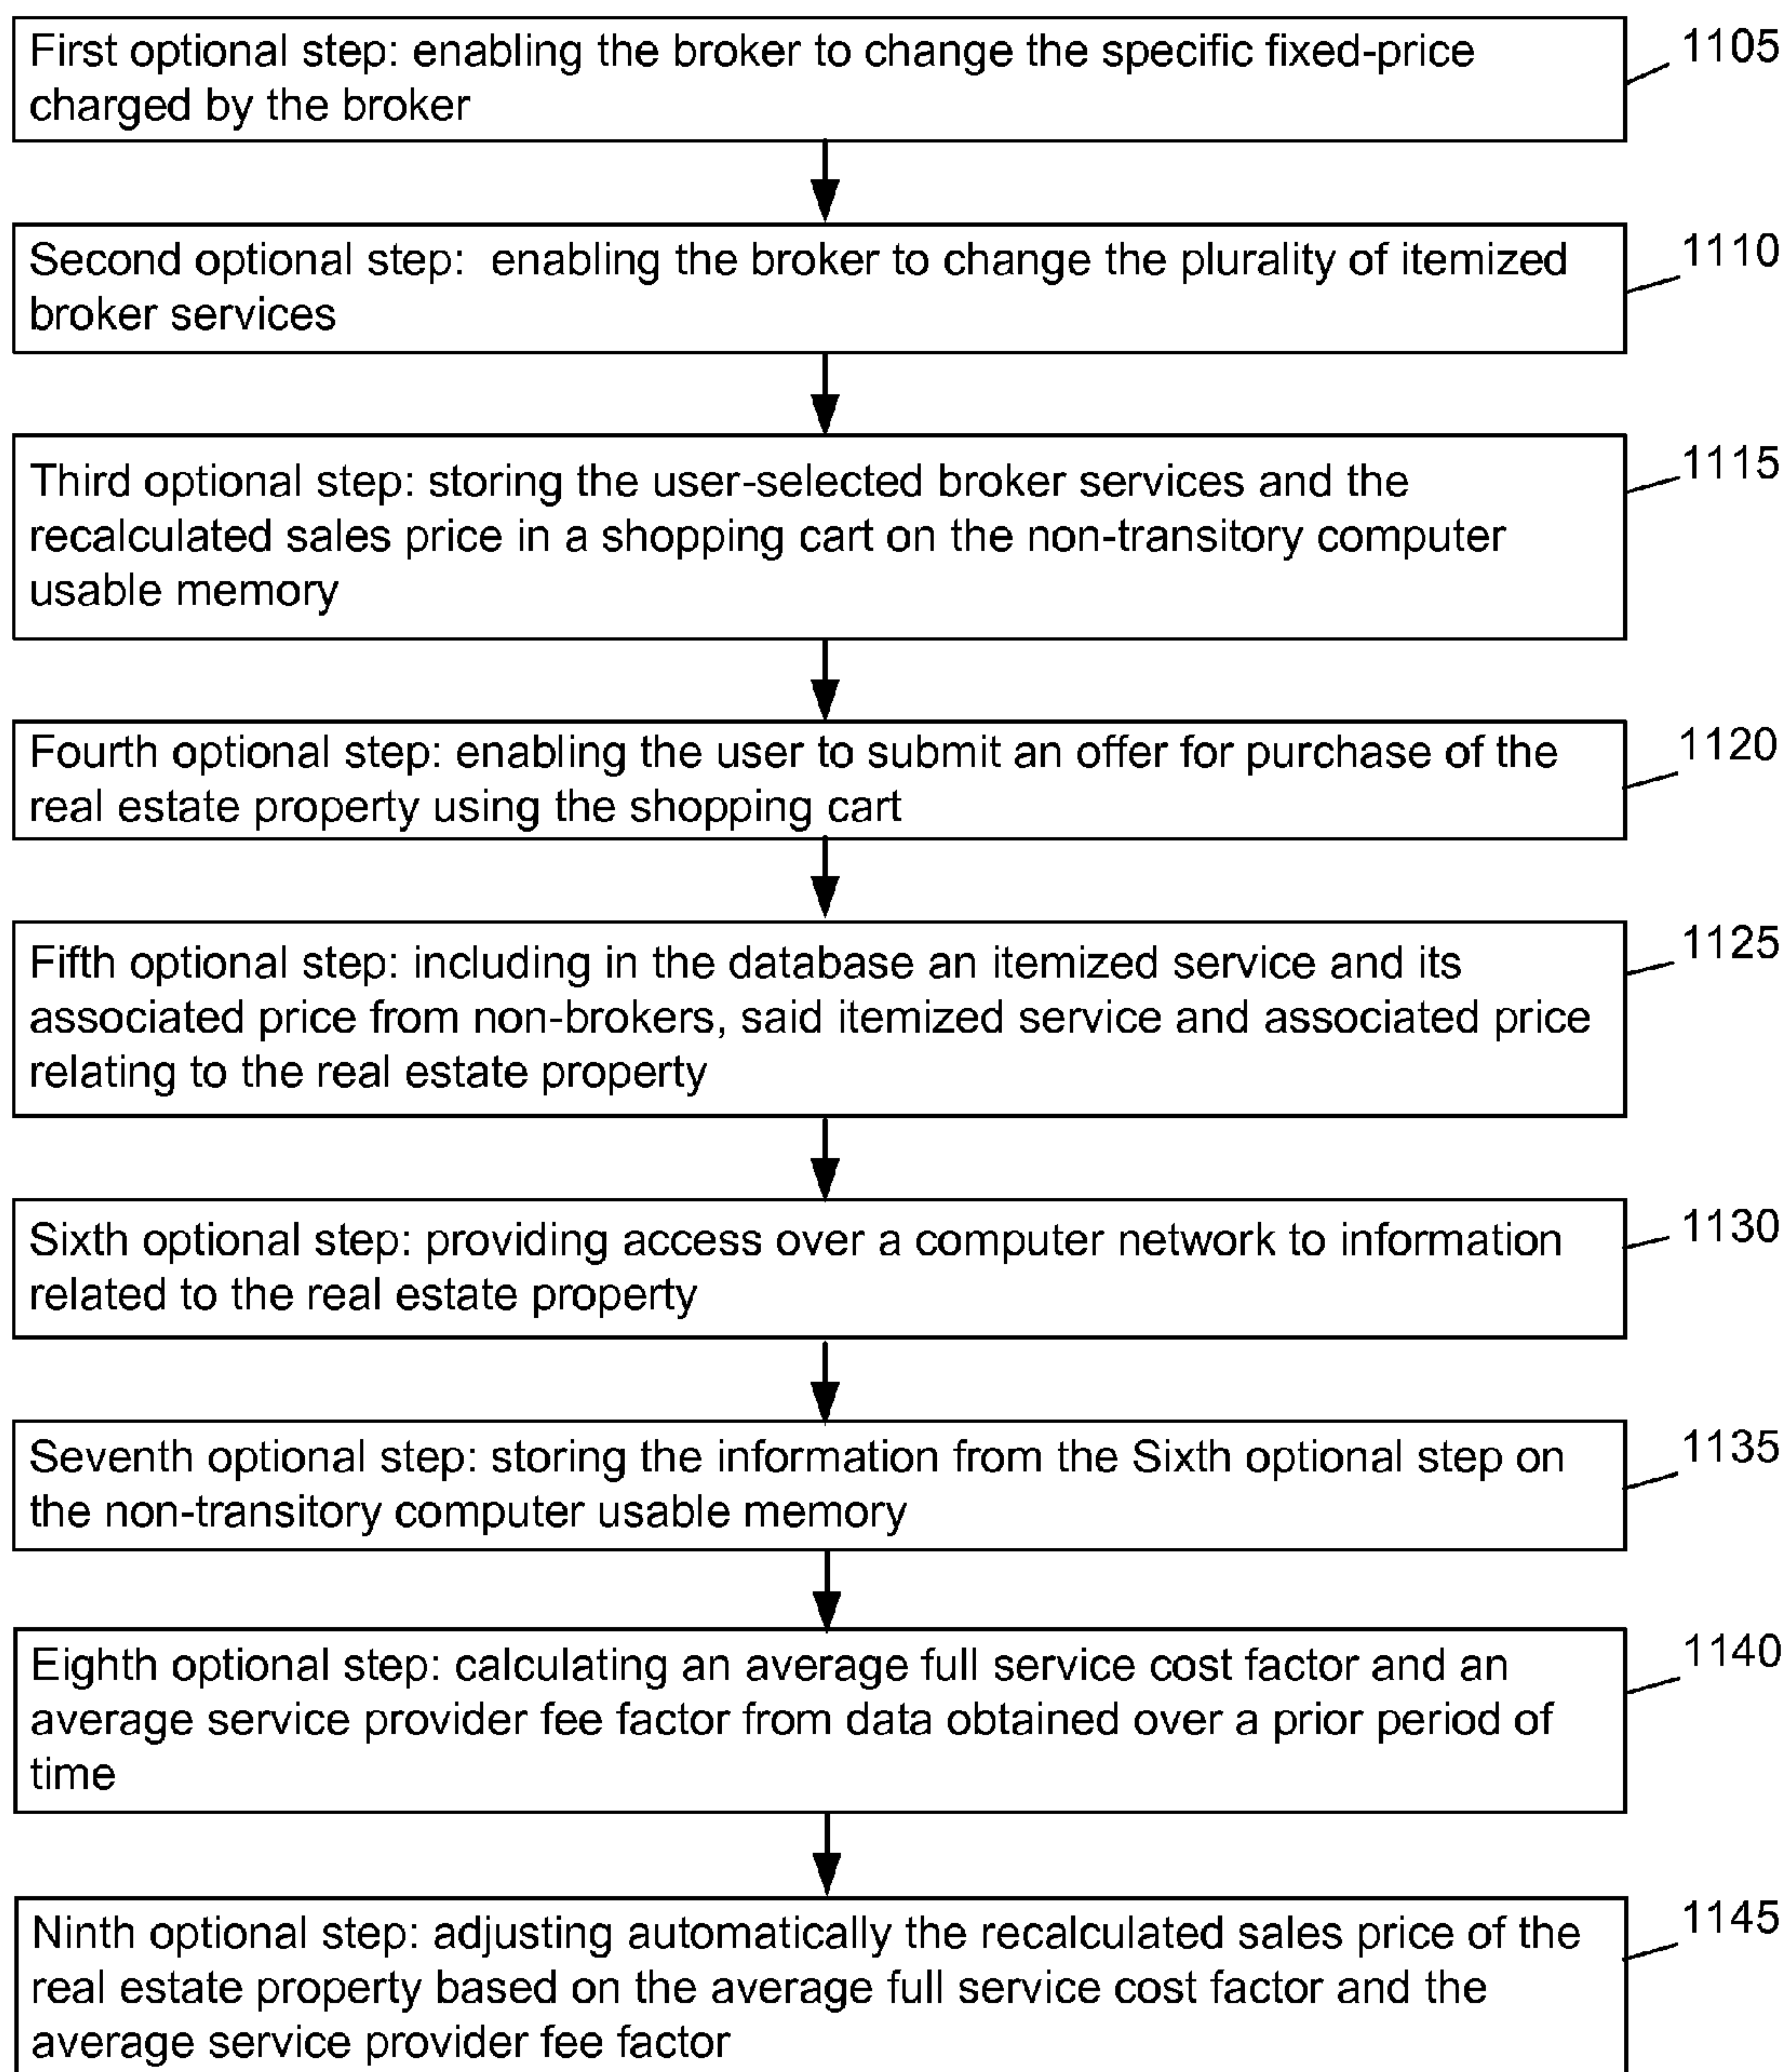 First optional step: enabling the broker to change the specific fixed-price
charged by the broker
1105
Second optional step:  enabling the broker to change the plurality of itemized
broker services
1110
Third optional step: storing the user-selected broker services and the
recalculated sales price in a shopping cart on the non-transitory computer
usable memory
1115
Fourth optional step: enabling the user to submit an offer for purchase of the
real estate property using the shopping cart
1120
Fifth optional step: including in the database an itemized service and its
associated price from non-brokers, said itemized service and associated price
relating to the real estate property
1125
Sixth optional step: providing access over a computer network to information
related to the real estate property
1130
Seventh optional step: storing the information from the Sixth optional step on
the non-transitory computer usable memory
1135
Eighth optional step: calculating an average full service cost factor and an
average service provider fee factor from data obtained over a prior period of
time
1140
Ninth optional step: adjusting automatically the recalculated sales price of the
real estate property based on the average full service cost factor and the
average service provider fee factor
1145